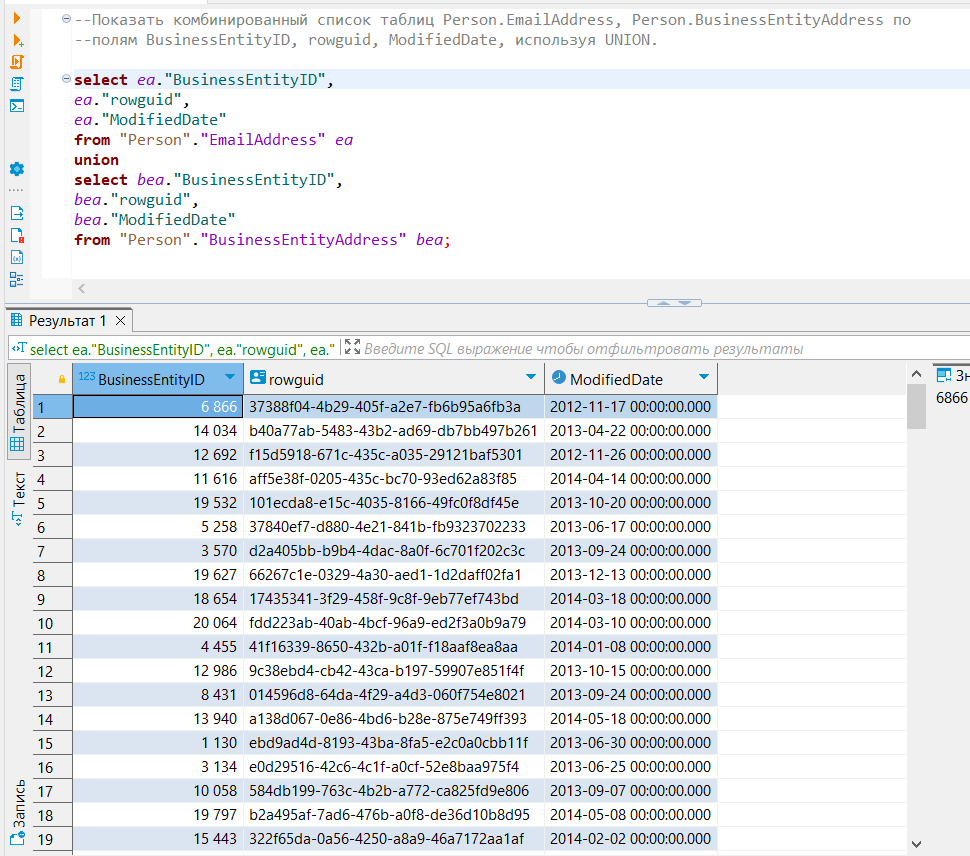 --Показать комбинированный список таблиц Person.EmailAddress, Person.BusinessEntityAddress по
--полям BusinessEntityID, rowguid, ModifiedDate, используя UNION.
select ea."BusinessEntityID",
ea."rowguid",
ea."ModifiedDate"
from "Person"."EmailAddress" ea
union
select bea."BusinessEntityID",
bea."rowguid",
bea."ModifiedDate"
from "Person"."BusinessEntityAddress" bea;
Результат 1
select ea."BusinessEntityID", ea."rowguid", ea." Введите SQL выражение чтобы отфильтровать результаты
Таблица
Текст
Запись
123 BusinessEntityID rowguid ModifiedDate
1 6 866 37388f04-4b29-405f-a2e7-fb6b95a6fb3a 2012-11-17 00:00:00.000
2 14 034 b40a77ab-5483-43b2-ad69-db7bb497b261 2013-04-22 00:00:00.000
3 12 692 f15d5918-671c-435c-a035-29121baf5301 2012-11-26 00:00:00.000
4 11 616 aff5e38f-0205-435c-bc70-93ed62a83f85 2014-04-14 00:00:00.000
5 19 532 101ecda8-e15c-4035-8166-49fc0f8df45e 2013-10-20 00:00:00.000
6 5 258 37840ef7-d880-4e21-841b-fb9323702233 2013-06-17 00:00:00.000
7 3 570 d2a405bb-b9b4-4dac-8a0f-6c701f202c3c 2013-09-24 00:00:00.000
8 19 627 66267c1e-0329-4a30-aed1-1d2daff02fa1 2013-12-13 00:00:00.000
9 18 654 17435341-3f29-458f-9c8f-9eb77ef743bd 2014-03-18 00:00:00.000
10 20 064 fdd223ab-40ab-4bcf-96a9-ed2f3a0b9a79 2014-03-10 00:00:00.000
11 4 455 41f16339-8650-432b-a01f-f18aaf8ea8aa 2014-01-08 00:00:00.000
12 12 986 9c38ebd4-cb42-43ca-b197-59907e851f4f 2013-10-15 00:00:00.000
13 8 431 014596d8-64da-4f29-a4d3-060f754e8021 2013-09-24 00:00:00.000
14 13 940 a138d067-0e86-4bd6-b28e-875e749ff393 2014-05-18 00:00:00.000
15 1 130 ebd9ad4d-8193-43ba-8fa5-e2c0a0cbb11f 2013-06-30 00:00:00.000
16 3 134 e0d29516-42c6-4c1f-a0cf-52e8baa975f4 2013-06-25 00:00:00.000
17 10 058 584db199-763c-4b2b-a772-ca825fd9e806 2013-09-07 00:00:00.000
18 19 797 b2a495af-7ad6-476b-a0f8-de36d10b8d95 2014-05-08 00:00:00.000
19 15 443 322f65da-0a56-4250-a8a9-46a7172aa1af 2014-02-02 00:00:00.000
Зн
6866